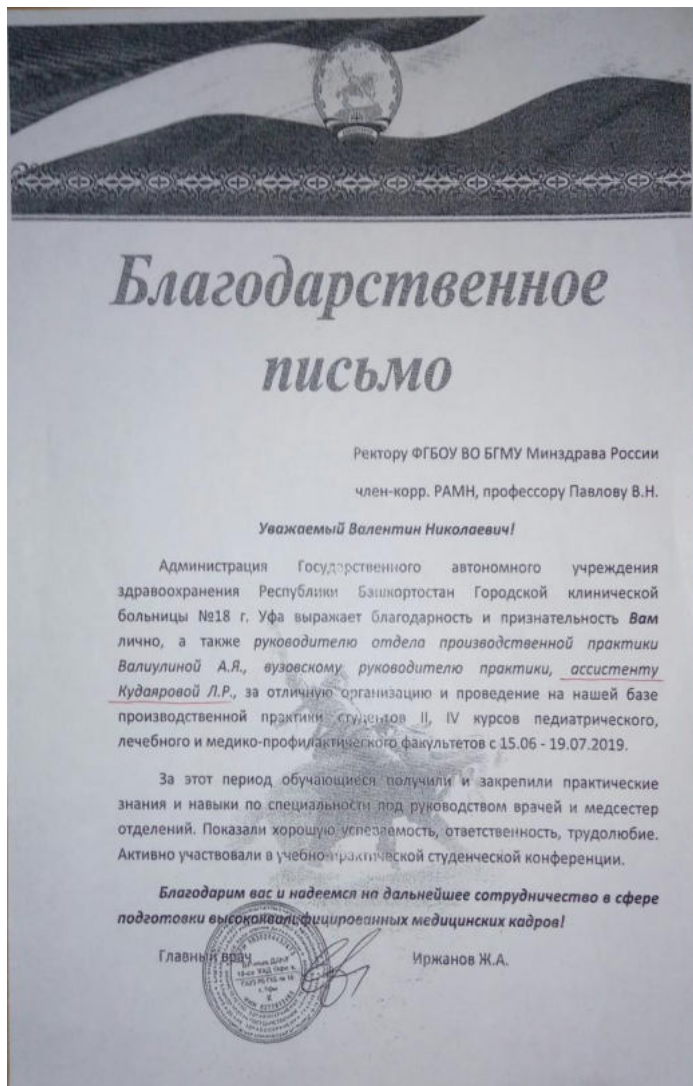 Благодарственное
письмо
Ректору ФГБОУ ВО БГМУ Минздрава России
член-корр. РАМН, профессору Павлову В.Н.
Уважаемый Валентин Николаевич!
Администрация Государственного автономного учреждения
здравоохранения Республики Башкортостан Городской клинической
больницы №18 г. Уфа выражает благодарность и признательность Вам
лично, а также руководителю отдела производственной практики
Валиулиной А.Я., вузовскому руководителю практики, ассистенту
Кудаяровой Л.Р., за отличную организацию и проведение на нашей базе
производственной практики студентов II, IV курсов педиатрического,
лечебного и медико-профилактического факультетов с 15.06 - 19.07.2019.
За этот период обучающиеся получили и закрепили практические
знания и навыки по специальности под руководством врачей и медсестер
отделений. Показали хорошую успеваемость, ответственность, трудолюбие.
Активно участвовали в учебно-практической студенческой конференции.
Благодарим вас и надеемся на дальнейшее сотрудничество в сфере
подготовки высококвалифицированных медицинских кадров!
Главный врач Иржанов Ж.А.